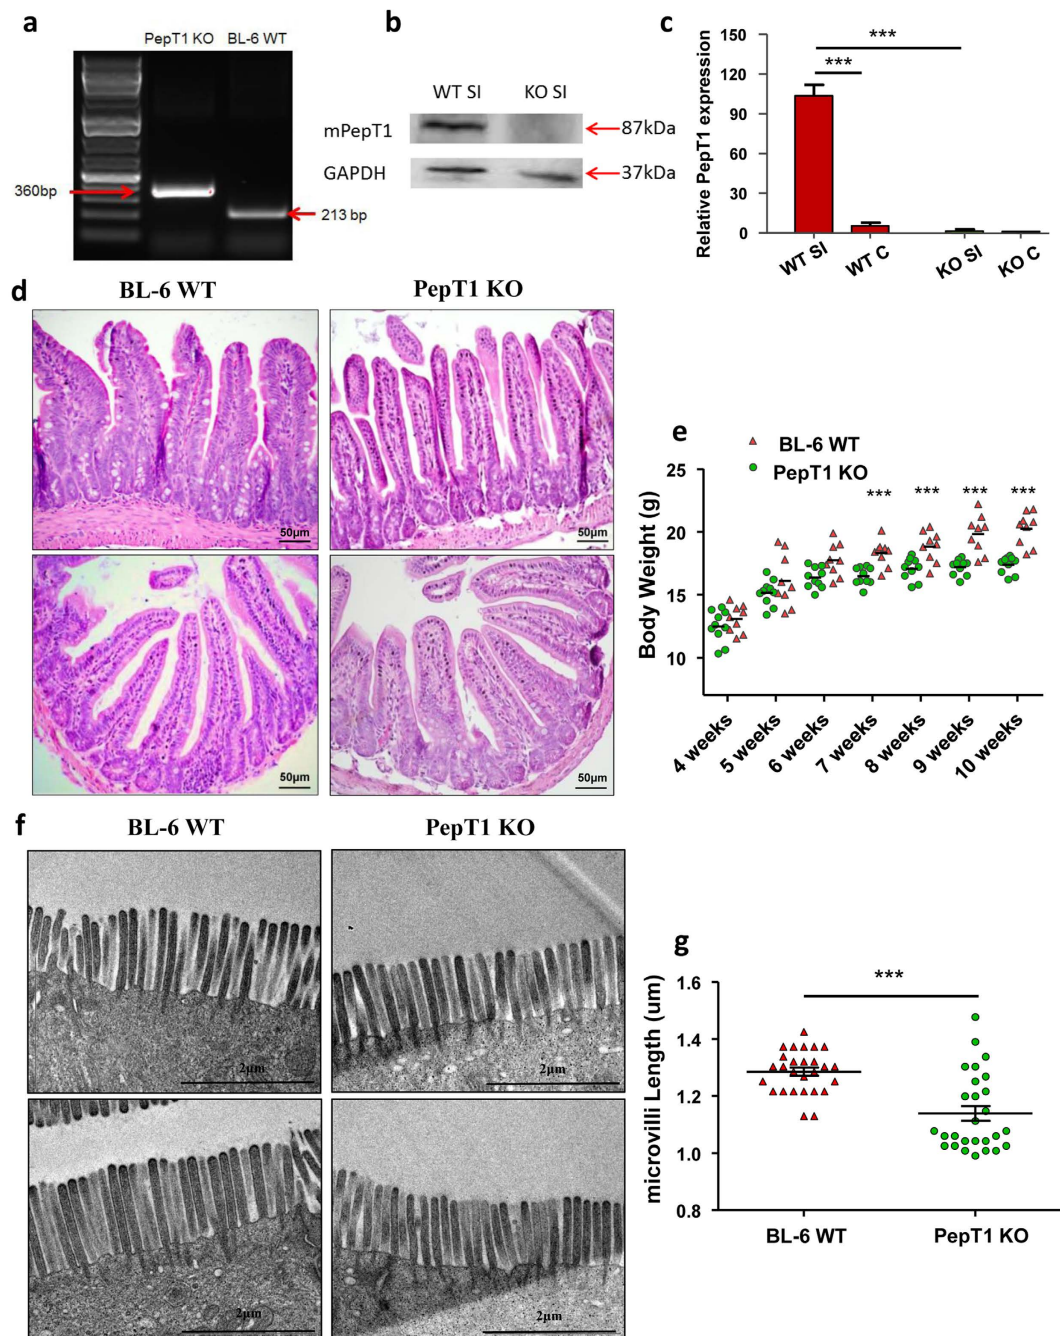 a
PepT1 KO BL-6 WT
360bp
213 bp
b
WT SI KO SI
mPepT1 87kDa
GAPDH 37kDa
c
Relative PepT1 expression
150
120
90
60
30
0
***
***
WT SI
WT C
KO SI
KO C
d
BL-6 WT PepT1 KO
50μm
50μm
50μm
50μm
e
BL-6 WT
PepT1 KO
Body Weight (g)
25
20
15
10
*** *** *** ***
4 weeks
5 weeks
6 weeks
7 weeks
8 weeks
9 weeks
10 weeks
f
BL-6 WT PepT1 KO
2μm
2μm
2μm
2μm
g
microvilli Length (um)
1.6
1.4
1.2
1.0
0.8
***
BL-6 WT PepT1 KO